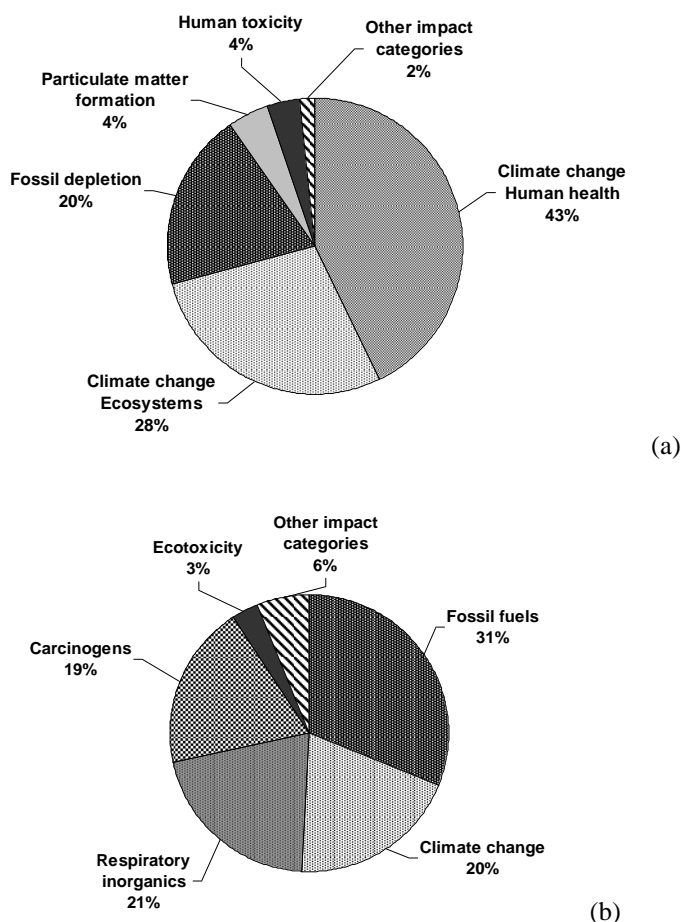 Human toxicity
4%
Other impact
categories
2%
Particulate matter
formation
4%
Fossil depletion
20%
Climate change
Human health
43%
Climate change
Ecosystems
28%
(a)
Other impact
categories
6%
Ecotoxicity
3%
Fossil fuels
31%
Carcinogens
19%
Respiratory
inorganics
21%
Climate change
20%
(b)